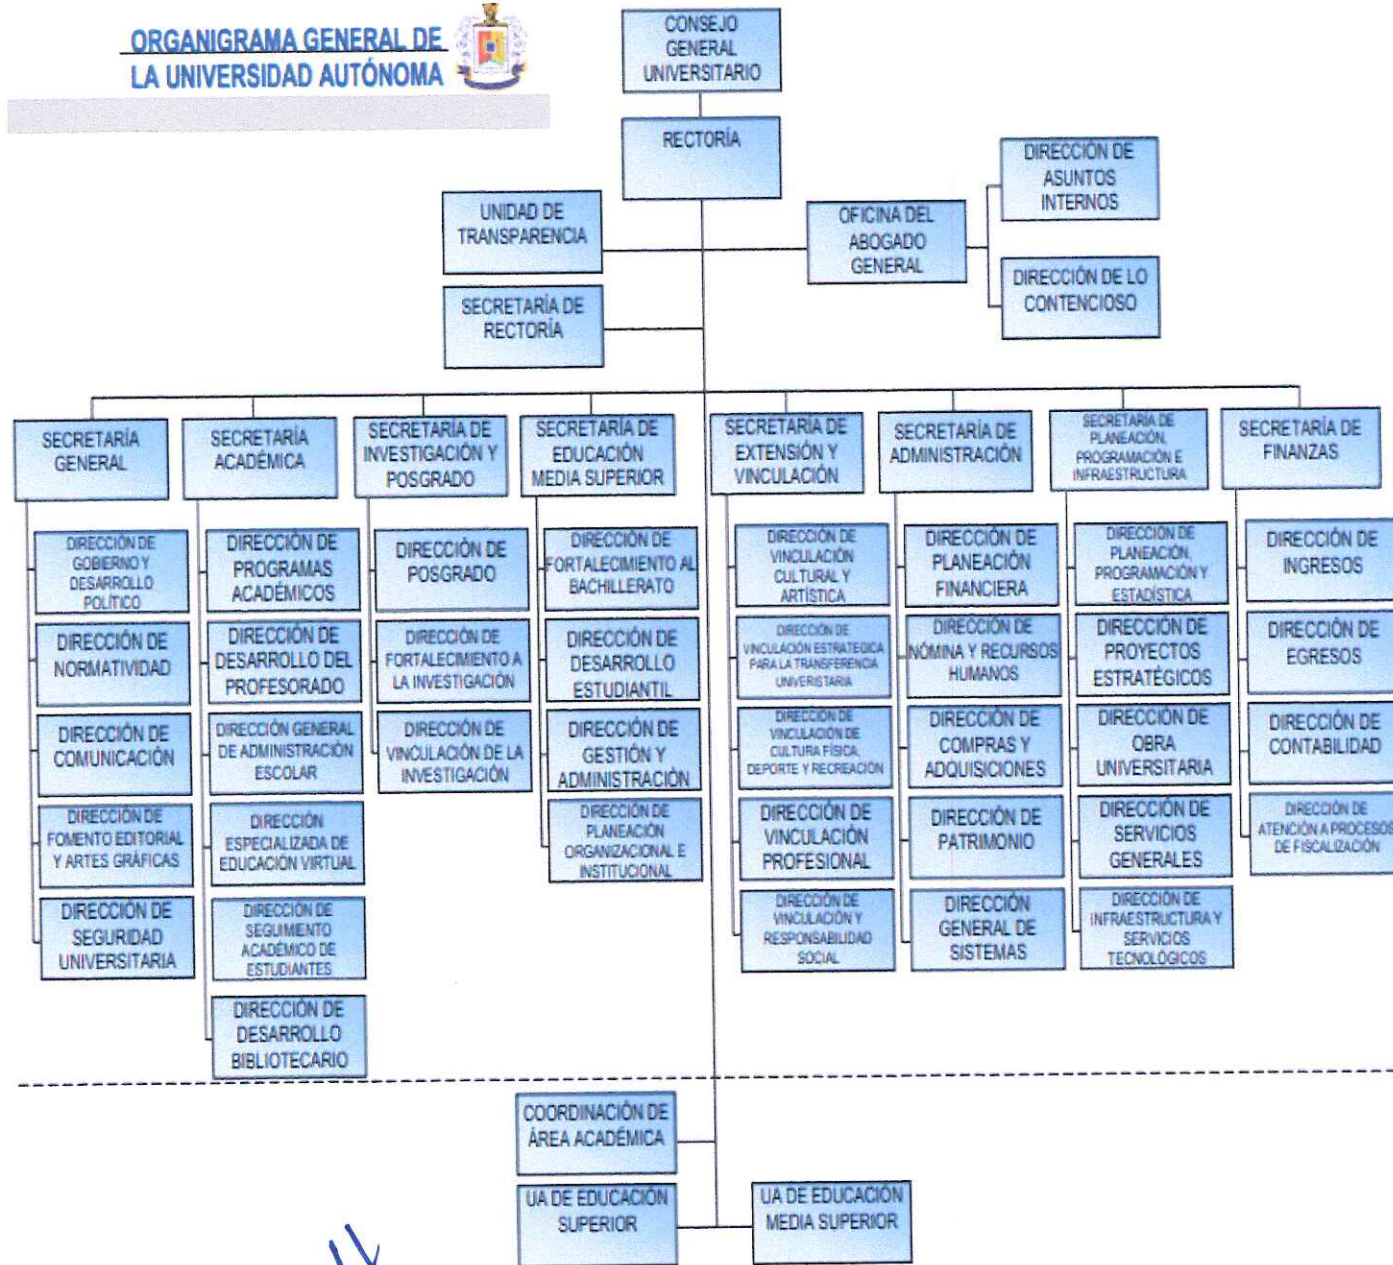 ORGANIGRAMA GENERAL DE
LA UNIVERSIDAD AUTÓNOMA
CONSEJO
GENERAL
UNIVERSITARIO
RECTORÍA
UNIDAD DE
TRANSPARENCIA
OFICINA DEL
ABOGADO
GENERAL
DIRECCIÓN DE
ASUNTOS
INTERNOS
DIRECCIÓN DE LO
CONTENCIOSO
SECRETARÍA DE
RECTORÍA
SECRETARÍA
GENERAL
DIRECCIÓN DE
GOBIERNO Y
DESARROLLO
POLÍTICO
DIRECCIÓN DE
NORMATIVIDAD
DIRECCIÓN DE
COMUNICACIÓN
DIRECCIÓN DE
FOMENTO EDITORIAL
Y ARTES GRÁFICAS
DIRECCIÓN DE
SEGURIDAD
UNIVERSITARIA
SECRETARÍA
ACADÉMICA
DIRECCIÓN DE
PROGRAMAS
ACADÉMICOS
DIRECCIÓN DE
DESARROLLO DEL
PROFESORADO
DIRECCIÓN GENERAL
DE ADMINISTRACIÓN
ESCOLAR
DIRECCIÓN
ESPECIALIZADA DE
EDUCACIÓN VIRTUAL
DIRECCIÓN DE
SEGUIMIENTO
ACADÉMICO DE
ESTUDIANTES
DIRECCIÓN DE
DESARROLLO
BIBLIOTECARIO
SECRETARÍA DE
INVESTIGACIÓN Y
POSGRADO
DIRECCIÓN DE
POSGRADO
DIRECCIÓN DE
FORTALECIMIENTO A
LA INVESTIGACIÓN
DIRECCIÓN DE
VINCULACIÓN DE LA
INVESTIGACIÓN
SECRETARÍA DE
EDUCACIÓN
MEDIA SUPERIOR
DIRECCIÓN DE
FORTALECIMIENTO AL
BACHILLERATO
DIRECCIÓN DE
DESARROLLO
ESTUDIANTIL
DIRECCIÓN DE
GESTIÓN Y
ADMINISTRACIÓN
DIRECCIÓN DE
PLANEACIÓN
ORGANIZACIONAL E
INSTITUCIONAL
SECRETARÍA DE
EXTENSIÓN Y
VINCULACIÓN
DIRECCIÓN DE
VINCULACIÓN
CULTURAL Y
ARTÍSTICA
DIRECCIÓN DE
VINCULACIÓN ESTRATEGICA
PARA LA TRANSFERENCIA
UNIVERISTARIA
DIRECCIÓN DE
VINCULACIÓN DE
CULTURA FÍSICA,
DEPORTE Y RECREACIÓN
DIRECCIÓN DE
VINCULACIÓN
PROFESIONAL
DIRECCIÓN DE
VINCULACIÓN Y
RESPONSABILIDAD
SOCIAL
SECRETARÍA DE
ADMINISTRACIÓN
DIRECCIÓN DE
PLANEACIÓN
FINANCIERA
DIRECCIÓN DE
NÓMINA Y RECURSOS
HUMANOS
DIRECCIÓN DE
COMPRAS Y
ADQUISICIONES
DIRECCIÓN DE
PATRIMONIO
DIRECCIÓN
GENERAL DE
SISTEMAS
SECRETARÍA DE
PLANEACIÓN,
PROGRAMACIÓN E
INFRAESTRUCTURA
DIRECCIÓN DE
PLANEACIÓN,
PROGRAMACIÓN Y
ESTADÍSTICA
DIRECCIÓN DE
PROYECTOS
ESTRATÉGICOS
DIRECCIÓN DE
OBRA
UNIVERSITARIA
DIRECCIÓN DE
SERVICIOS
GENERALES
DIRECCIÓN DE
INFRAESTRUCTURA Y
SERVICIOS
TECNOLÓGICOS
SECRETARÍA DE
FINANZAS
DIRECCIÓN DE
INGRESOS
DIRECCIÓN DE
EGRESOS
DIRECCIÓN DE
CONTABILIDAD
DIRECCIÓN DE
ATENCIÓN A PROCESOS
DE FISCALIZACIÓN
COORDINACIÓN DE
ÁREA ACADÉMICA
UA DE EDUCACIÓN
SUPERIOR
UA DE EDUCACIÓN
MEDIA SUPERIOR